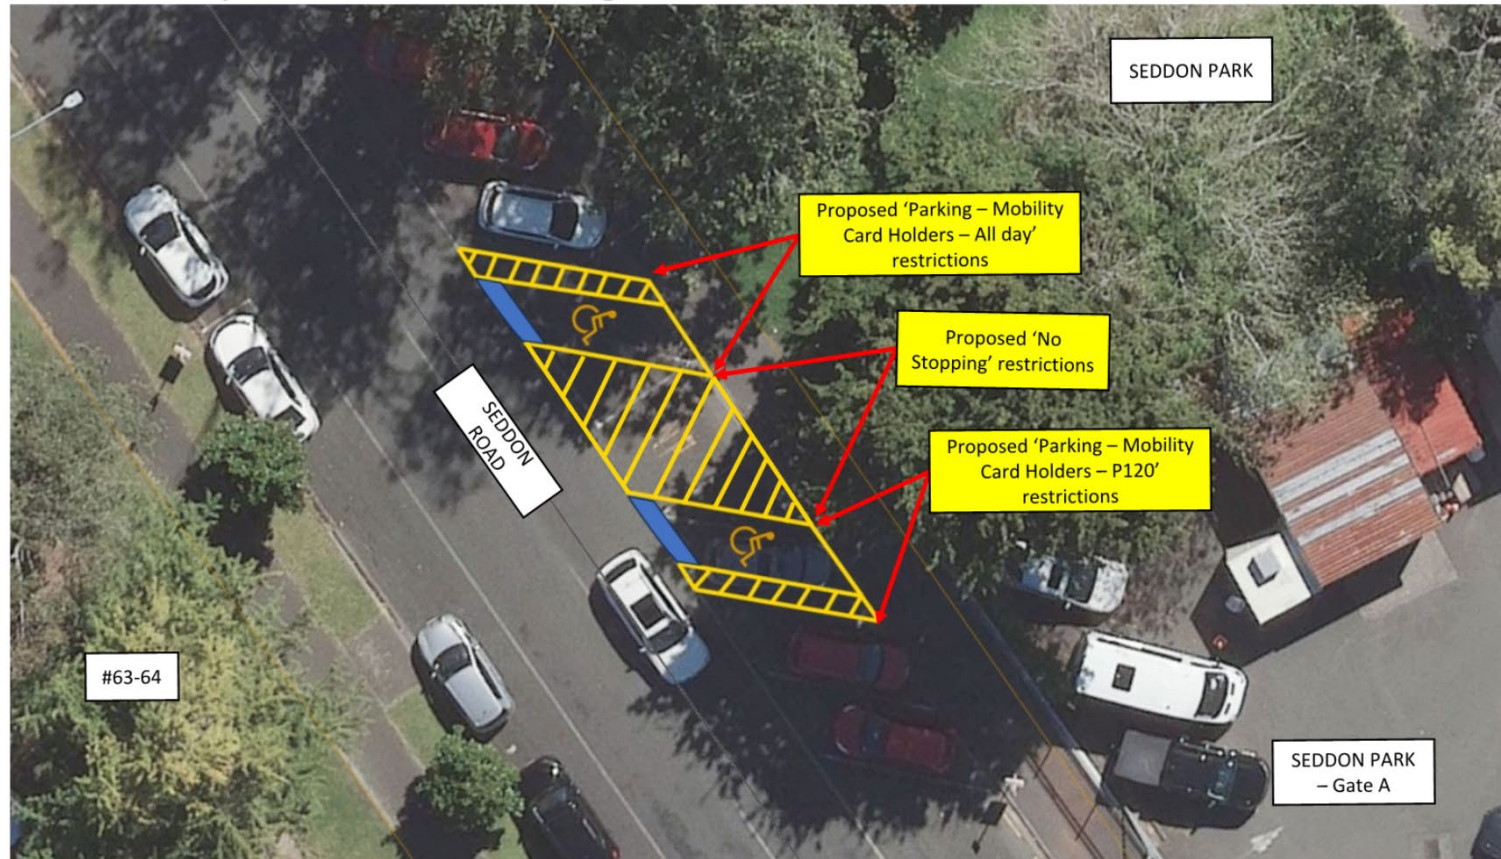 SEDDON PARK
Proposed ‘Parking – Mobility
Card Holders – All day’
restrictions
Proposed ‘No
Stopping’ restrictions
SEDDON
ROAD
Proposed ‘Parking – Mobility
Card Holders – P120’
restrictions
#63-64
SEDDON PARK
– Gate A